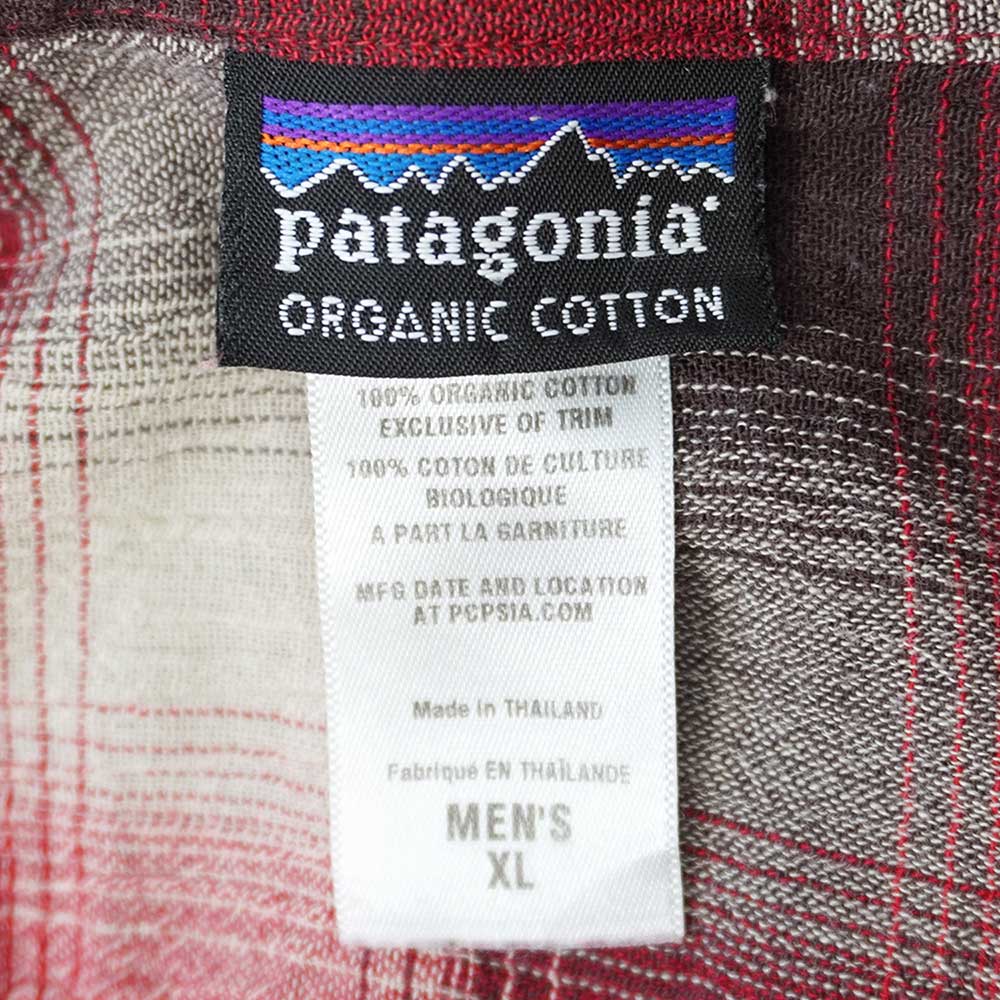 patagonia
ORGANIC COTTON
100% ORGANIC COTTON
EXCLUSIVE OF TRIM
100% COTON DE CULTURE
BIOLOGIQUE
A PART LA GARNITURE
MFG DATE AND LOCATION
AT PCPSIA.COM
Made in THAILAND
Fabriqué EN THAÏLANDE
MEN'S
XL